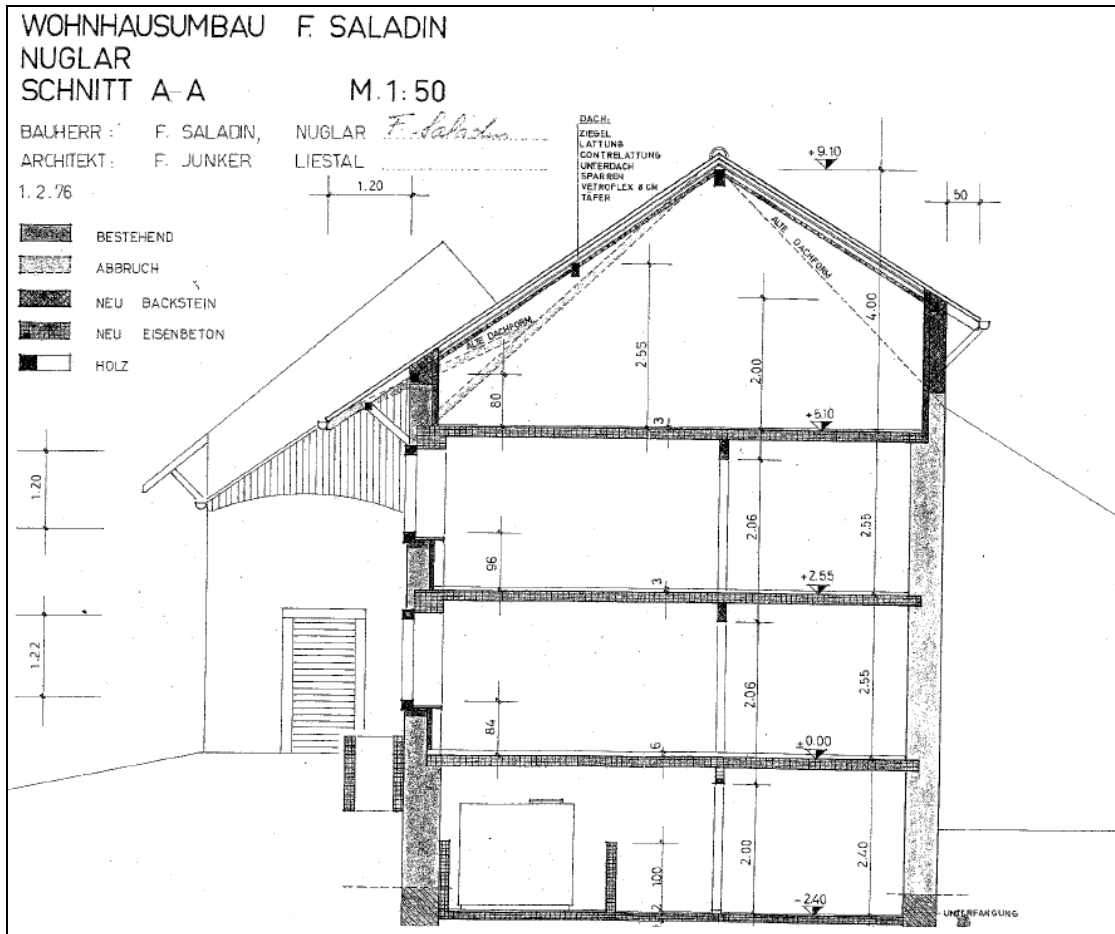 WOHNHAUSUMBAU F. SALADIN
NUGLAR
SCHNITT A-A M. 1:50
BAUHERR: F. SALADIN, NUGLAR F. Saladin
ARCHITEKT: F. JUNKER LIESTAL
1.2.76
BESTEHEND
ABBRUCH
NEU BACKSTEIN
NEU EISENBETON
HOLZ
DACH:
ZIEGEL
LATTUNG
CONTRELATTUNG
UNTERDACH
SPARREN
VETROFLEX 8 CM
TÄFER
1.20
+9.10
50
ALTE DACHFORM
ALTE DACHFORM
4.00
2.55
2.00
80
3
+5.10
1.20
2.06
2.55
96
3
+2.55
1.22
2.06
2.55
84
6
±0.00
2.00
2.40
100
2
-2.40
UNTERFANGUNG